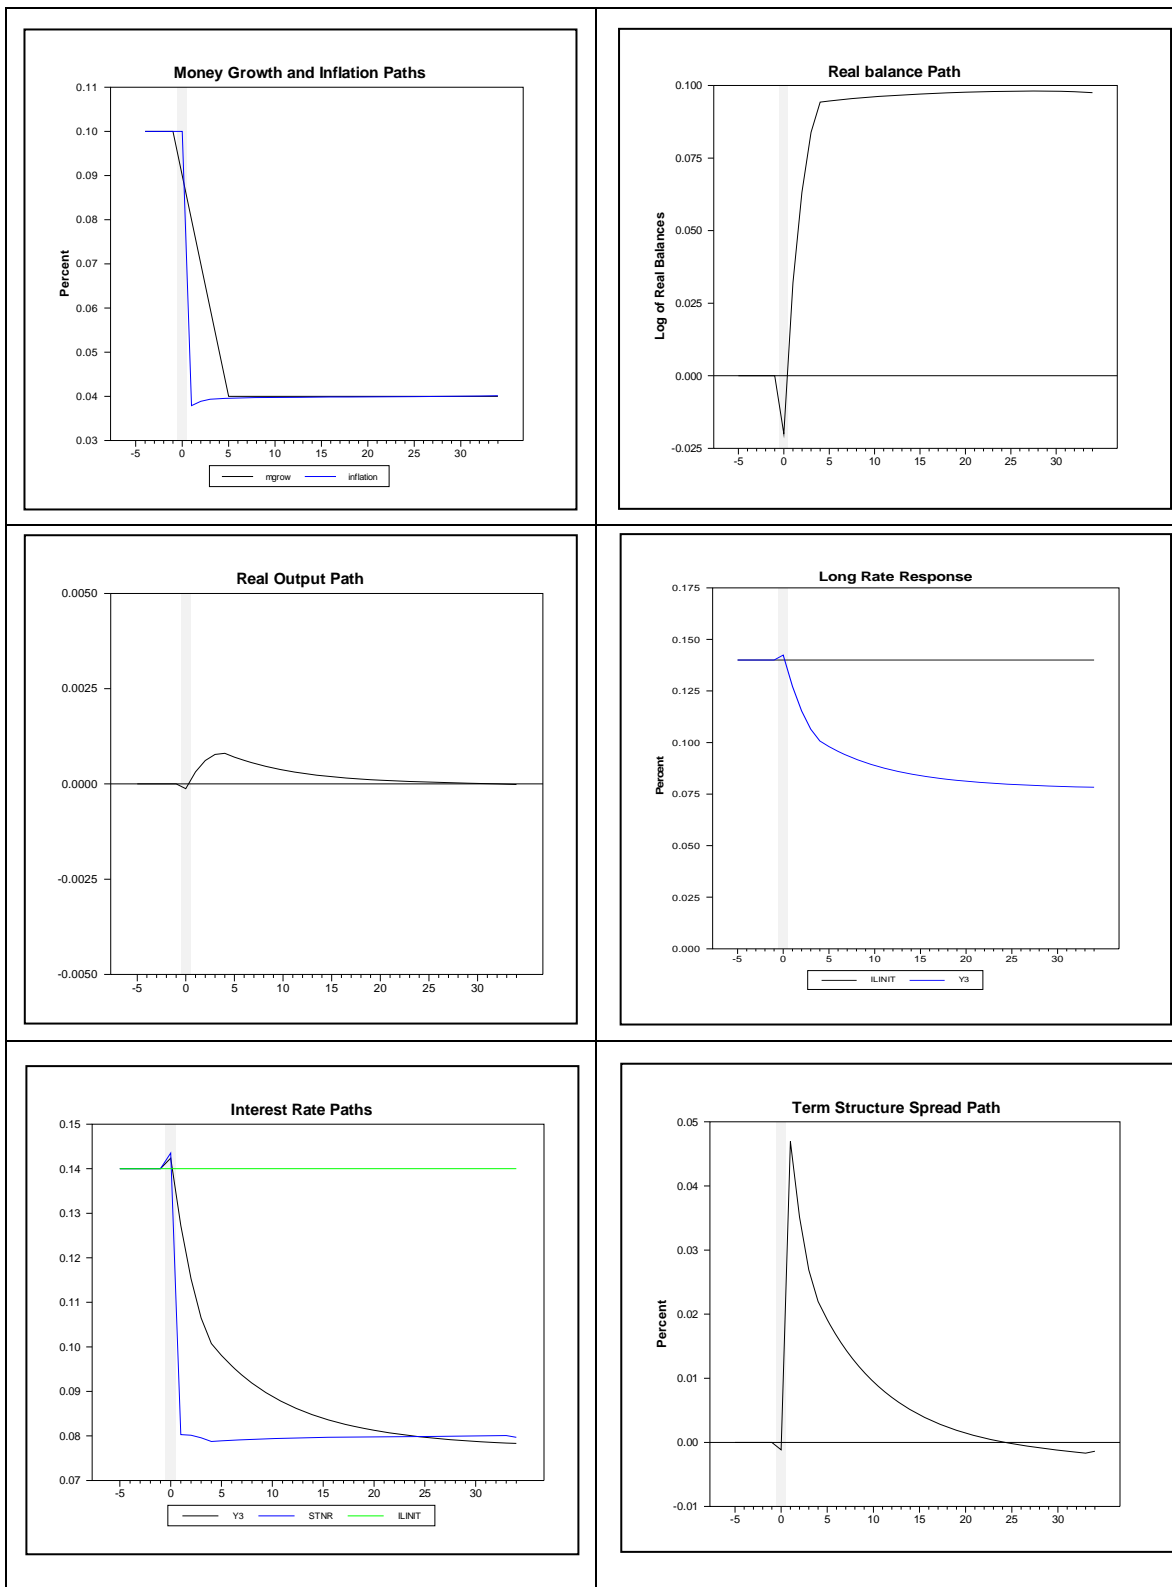 Money Growth and Inflation Paths
0.11
0.10
0.09
0.08
0.07
0.06
0.05
0.04
0.03
Percent
-5 0 5 10 15 20 25 30
mgrow inflation
Real balance Path
0.100
0.075
0.050
0.025
0.000
-0.025
Log of Real Balances
-5 0 5 10 15 20 25 30
Real Output Path
0.0050
0.0025
0.0000
-0.0025
-0.0050
-5 0 5 10 15 20 25 30
Long Rate Response
0.175
0.150
0.125
0.100
0.075
0.050
0.025
0.000
Percent
-5 0 5 10 15 20 25 30
ILINIT Y3
Interest Rate Paths
0.15
0.14
0.13
0.12
0.11
0.10
0.09
0.08
0.07
-5 0 5 10 15 20 25 30
Y3 STNR ILINIT
Term Structure Spread Path
0.05
0.04
0.03
0.02
0.01
0.00
-0.01
Percent
-5 0 5 10 15 20 25 30